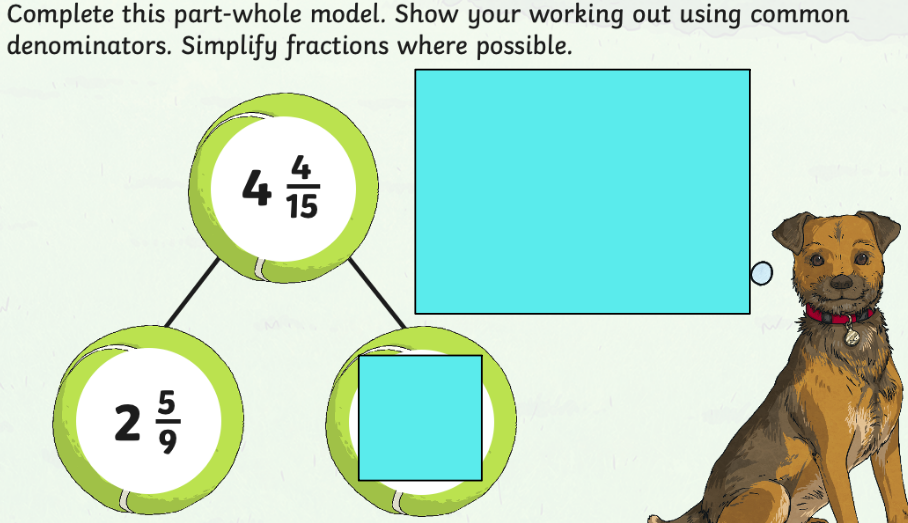 Complete this part-whole model. Show your working out using common
denominators. Simplify fractions where possible.
4 4/15
2 5/9